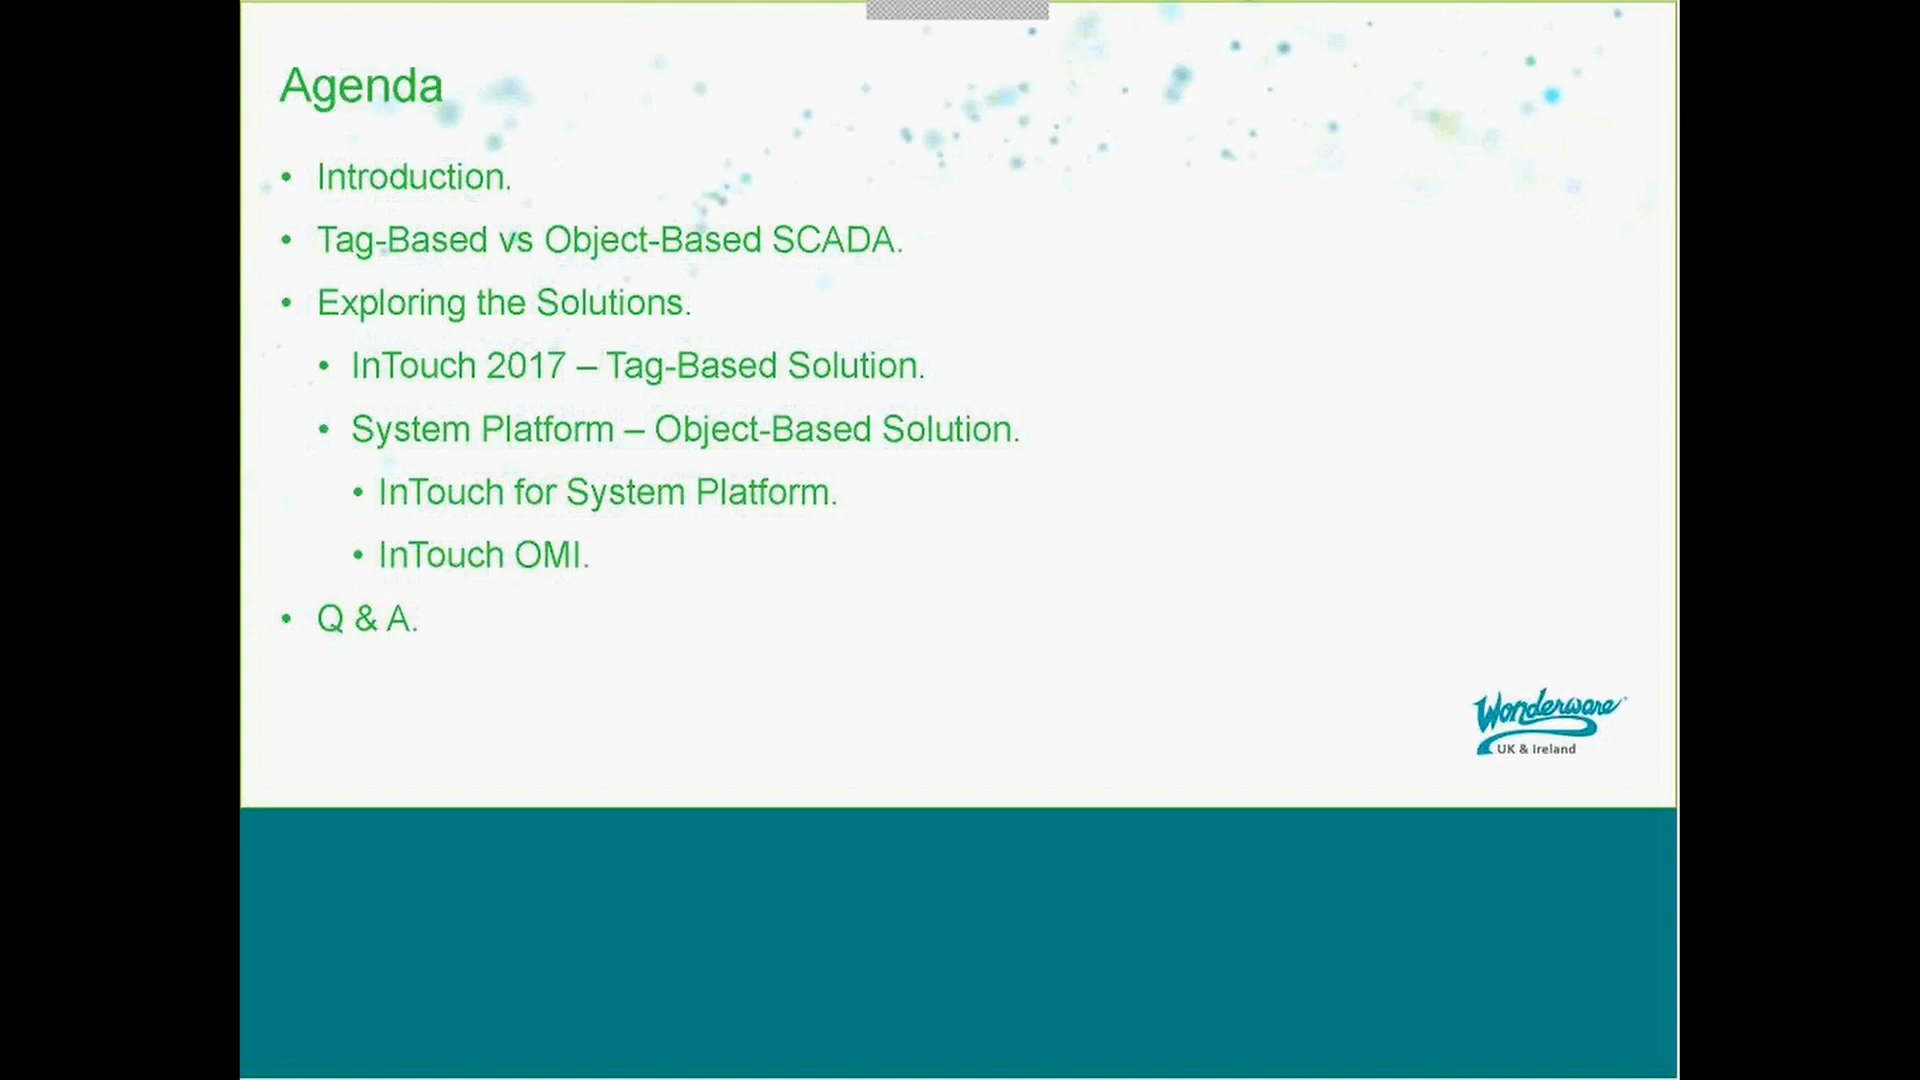 Agenda
• Introduction.
• Tag-Based vs Object-Based SCADA.
• Exploring the Solutions.
• InTouch 2017 – Tag-Based Solution.
• System Platform – Object-Based Solution.
• InTouch for System Platform.
• InTouch OMI.
• Q & A.
Wonderware
UK & Ireland